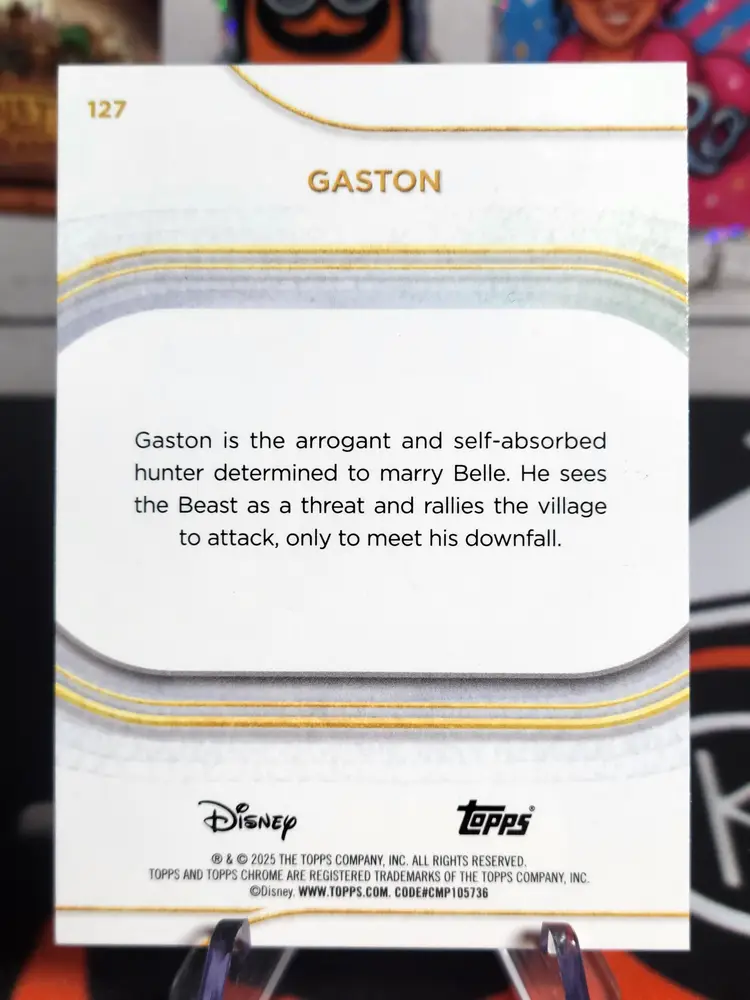 127
GASTON
Gaston is the arrogant and self-absorbed
hunter determined to marry Belle. He sees
the Beast as a threat and rallies the village
to attack, only to meet his downfall.
Disney
Topps®
® & © 2025 THE TOPPS COMPANY, INC. ALL RIGHTS RESERVED.
TOPPS AND TOPPS CHROME ARE REGISTERED TRADEMARKS OF THE TOPPS COMPANY, INC.
©Disney. WWW.TOPPS.COM. CODE#CMP105736